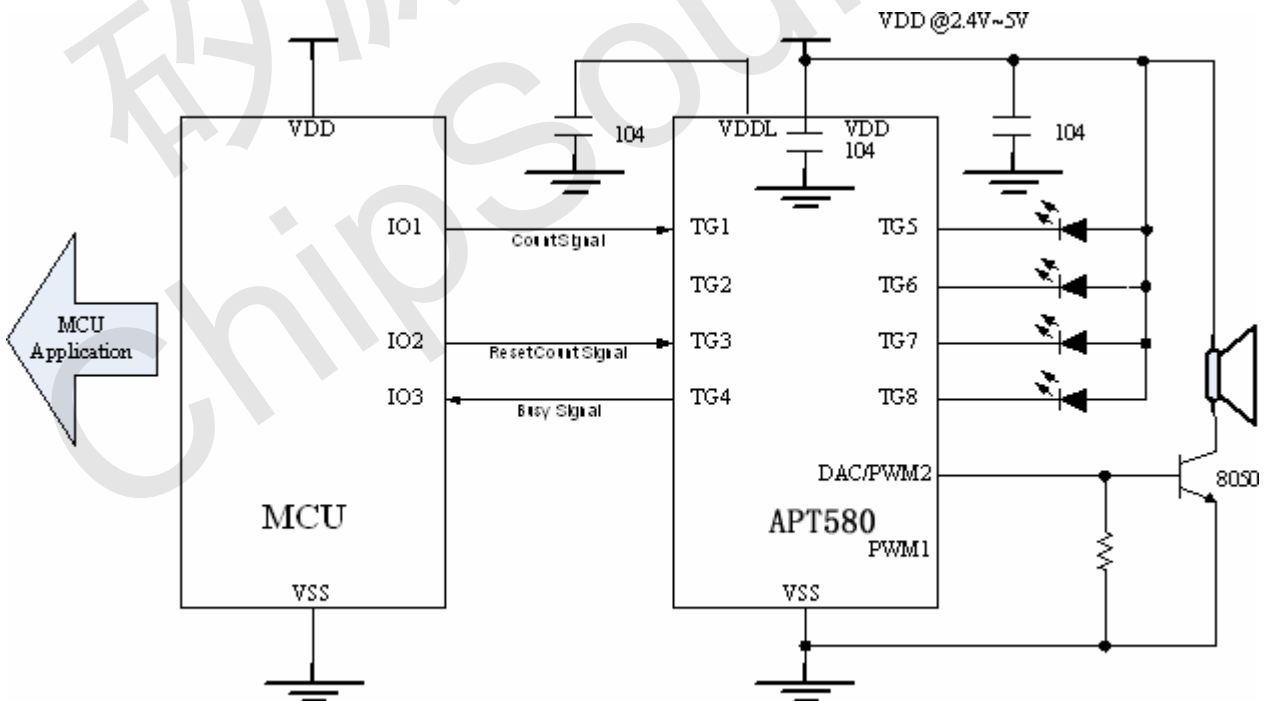 VDD @2.4V~5V
VDD
104
VDDL
VDD
104
104
IO1
CountSignal
TG1
TG5
TG2
TG6
MCU
Application
IO2
ResetCountSignal
TG3
TG7
IO3
Busy Signal
TG4
TG8
DAC/PWM2
8050
MCU
APT580
PWM1
VSS
VSS